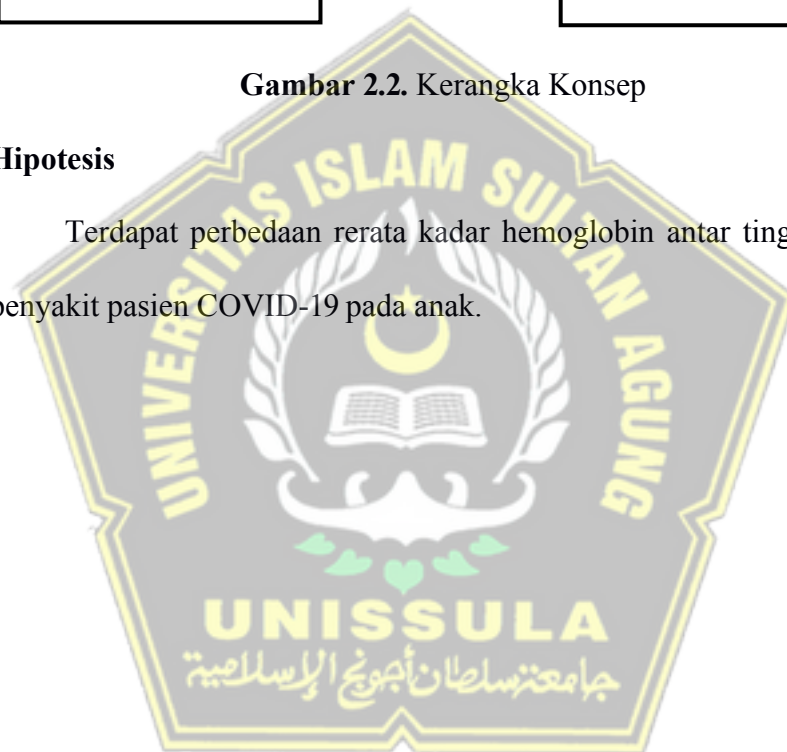 Gambar 2.2. Kerangka Konsep
Hipotesis
Terdapat perbedaan rerata kadar hemoglobin antar ting
penyakit pasien COVID-19 pada anak.
UNIVERSITAS ISLAM SULTAN AGUNG
UNISSULA
جامعة سلطان أجونج الإسلامية